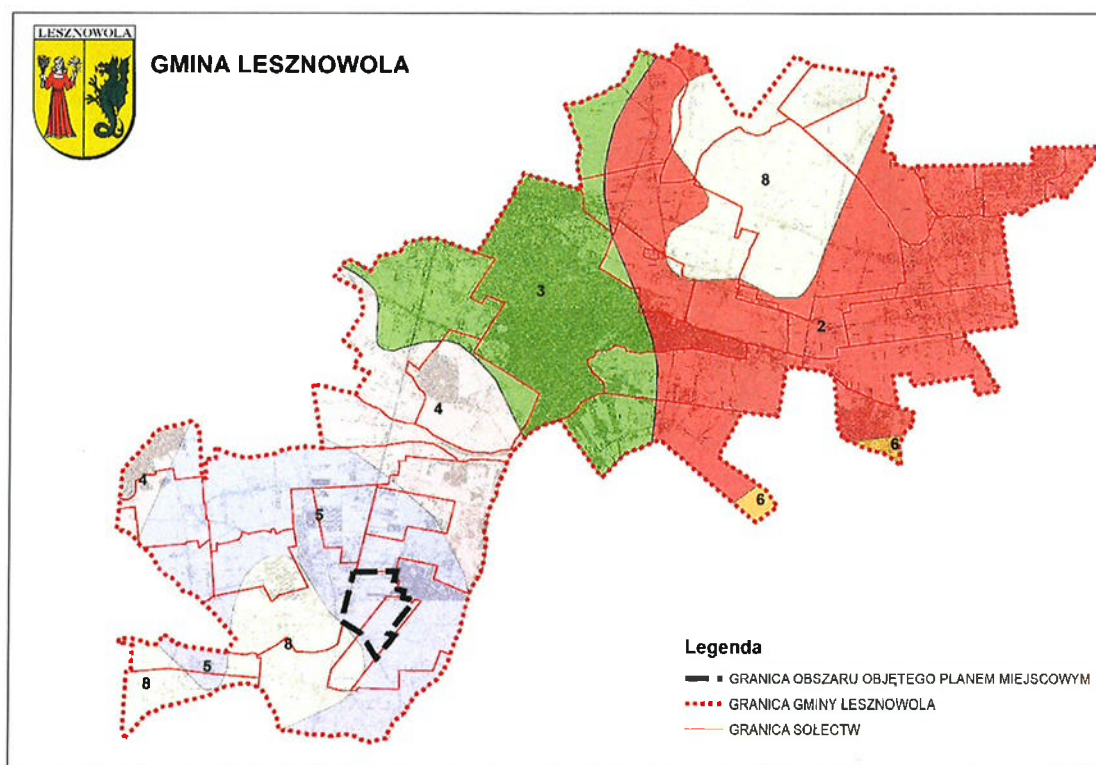 LESZNOWOLA
GMINA LESZNOWOLA
8
3
2
4
6
6
4
5
8
5
8
Legenda
GRANICA OBSZARU OBJĘTEGO PLANEM MIEJSCOWYM
GRANICA GMINY LESZNOWOLA
GRANICA SOŁECTW